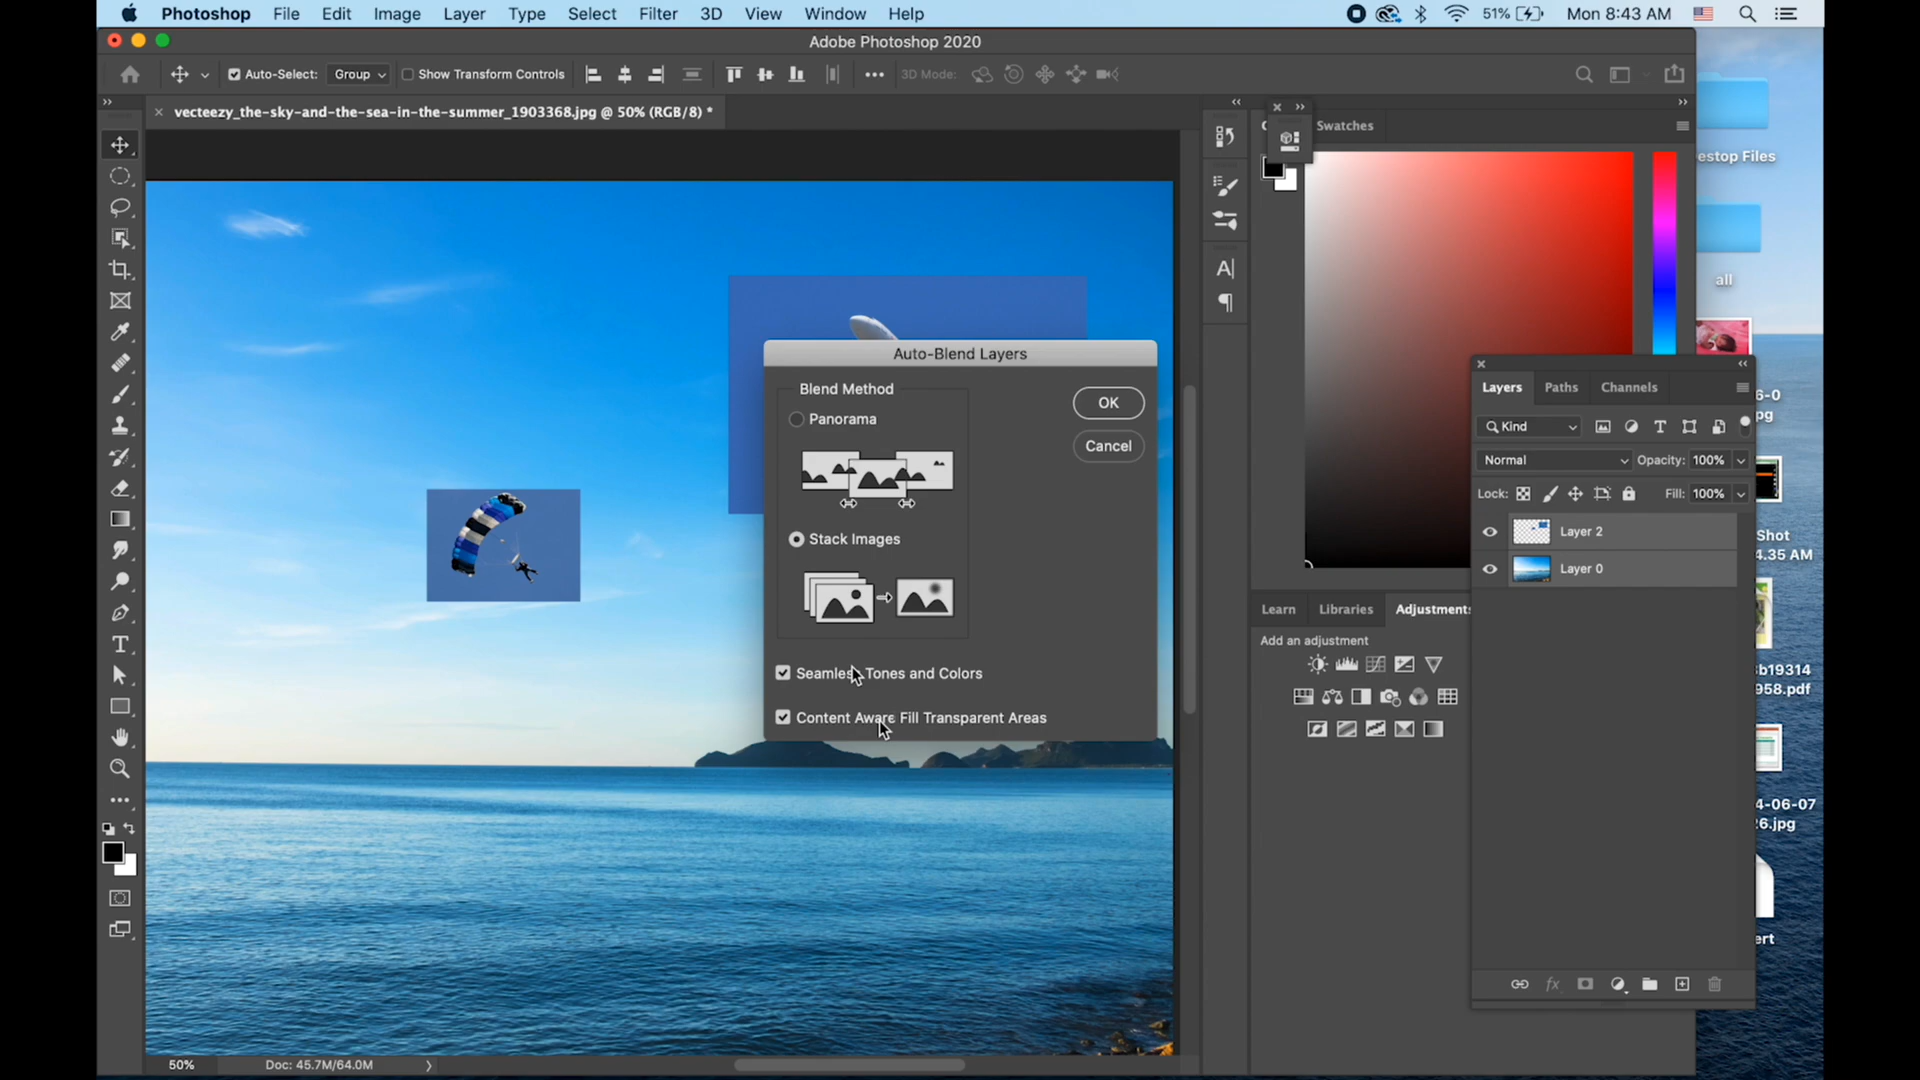 Photoshop File Edit Image Layer Type Select Filter 3D View Window Help 51% Mon 8:43 AM
Adobe Photoshop 2020
Auto-Select: Group Show Transform Controls 3D Mode:
vecteezy_the-sky-and-the-sea-in-the-summer_1903368.jpg @ 50% (RGB/8) *
Swatches
estop Files
all
Auto-Blend Layers
Blend Method
Panorama
OK
Cancel
Stack Images
Seamless Tones and Colors
Content Aware Fill Transparent Areas
Layers Paths Channels
Kind
Normal Opacity: 100%
Lock: Fill: 100%
Layer 2
Layer 0
Learn Libraries Adjustments
Add an adjustment
6-0
pg
Shot
4.35 AM
b19314
958.pdf
4-06-07
26.jpg
ert
fx
50% Doc: 45.7M/64.0M